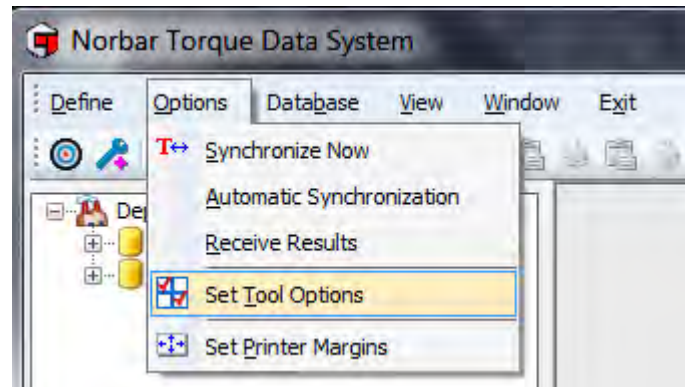 Norbar Torque Data System
Define Options Database View Window Exit
Synchronize Now
Automatic Synchronization
De
Receive Results
Set Tool Options
Set Printer Margins